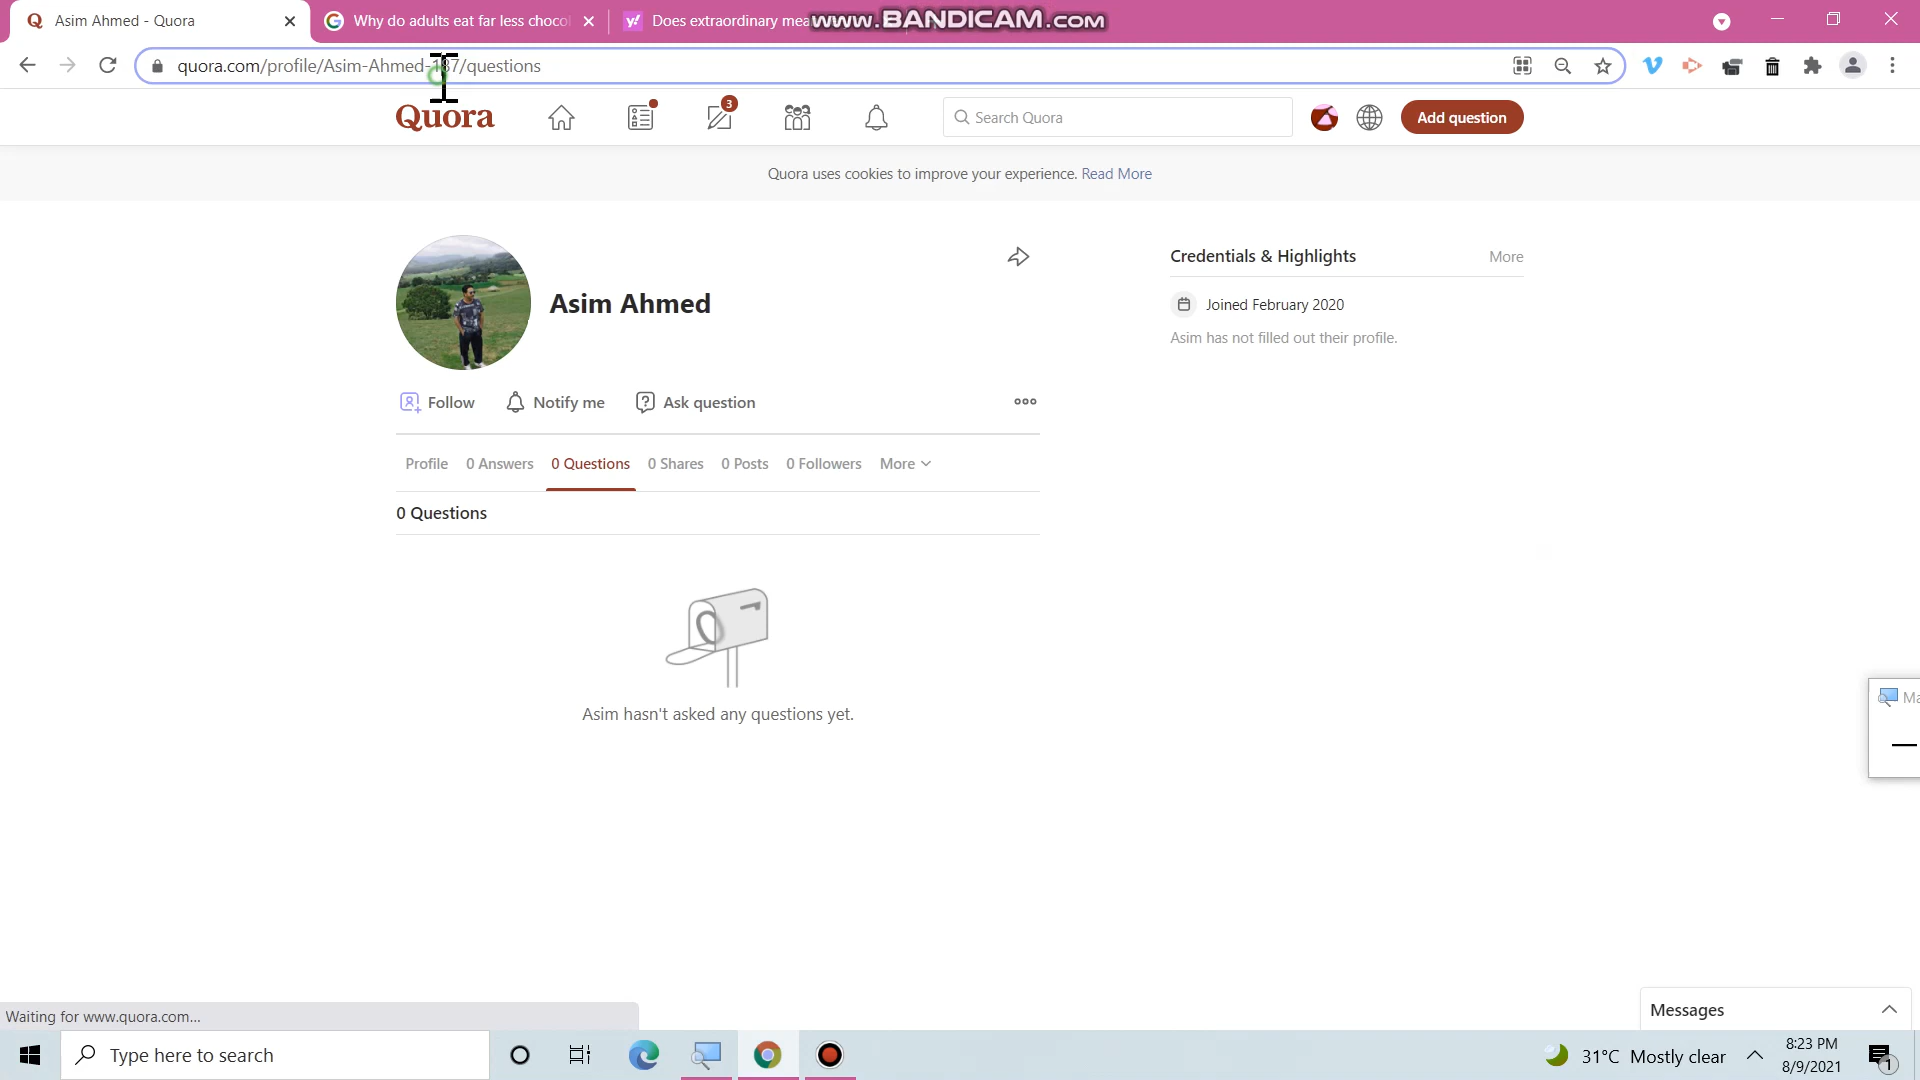 Asim Ahmed - Quora
Why do adults eat far less choco
Does extraordinary mea
www.BANDICAM.com
quora.com/profile/Asim-Ahmed-187/questions
Quora
3
Search Quora
Add question
Quora uses cookies to improve your experience. Read More
Asim Ahmed
Follow
Notify me
Ask question
Profile
0 Answers
0 Questions
0 Shares
0 Posts
0 Followers
More
0 Questions
Asim hasn't asked any questions yet.
Credentials & Highlights
More
Joined February 2020
Asim has not filled out their profile.
Ma
Messages
Waiting for www.quora.com...
Type here to search
31°C Mostly clear
8:23 PM
8/9/2021
1